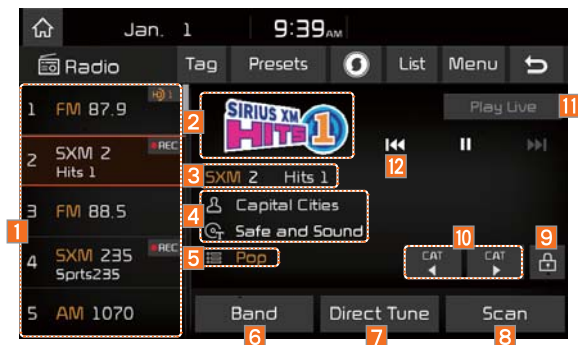 Jan. 1 9:39 AM
Radio Tag Presets List Menu
1 FM 87.9 HD) 1
2 SXM 2 REC
Hits 1
3 FM 88.5
4 SXM 235 REC
Sprts235
5 AM 1070
1
2
SIRIUS XM
HITS 1
3
SXM 2 Hits 1
4
Capital Cities
Safe and Sound
5
Pop
Play Live
11
12
10
CAT
CAT
9
Band
Direct Tune
Scan
6
7
8